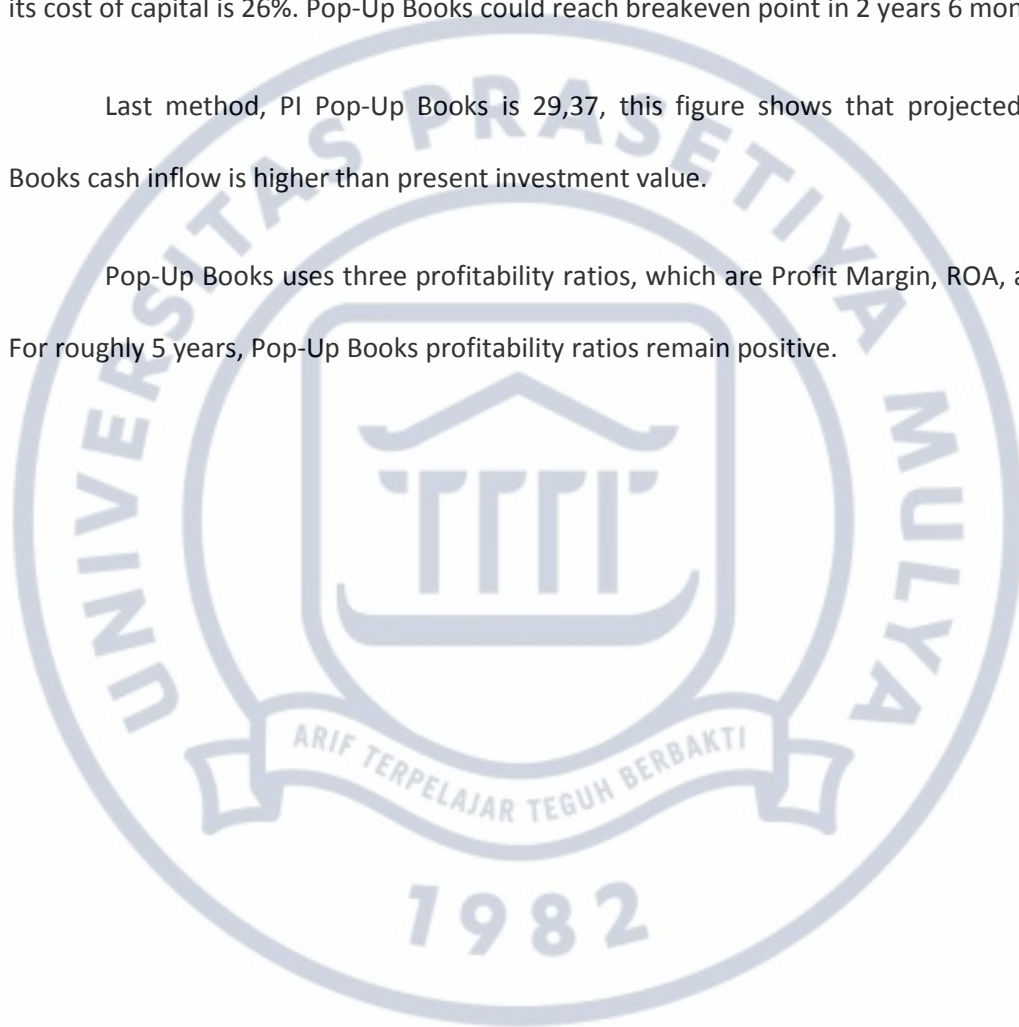 its cost of capital is 26%. Pop-Up Books could reach breakeven point in 2 years 6
Last method, PI Pop-Up Books is 29,37, this figure shows that projected
Books cash inflow is higher than present investment value.
Pop-Up Books uses three profitability ratios, which are Profit Margin, ROA,
For roughly 5 years, Pop-Up Books profitability ratios remain positive.
UNIVERSITAS PRASETIYA MULYA
ARIF TERPELAJAR TEGUH BERBAKTI
1982